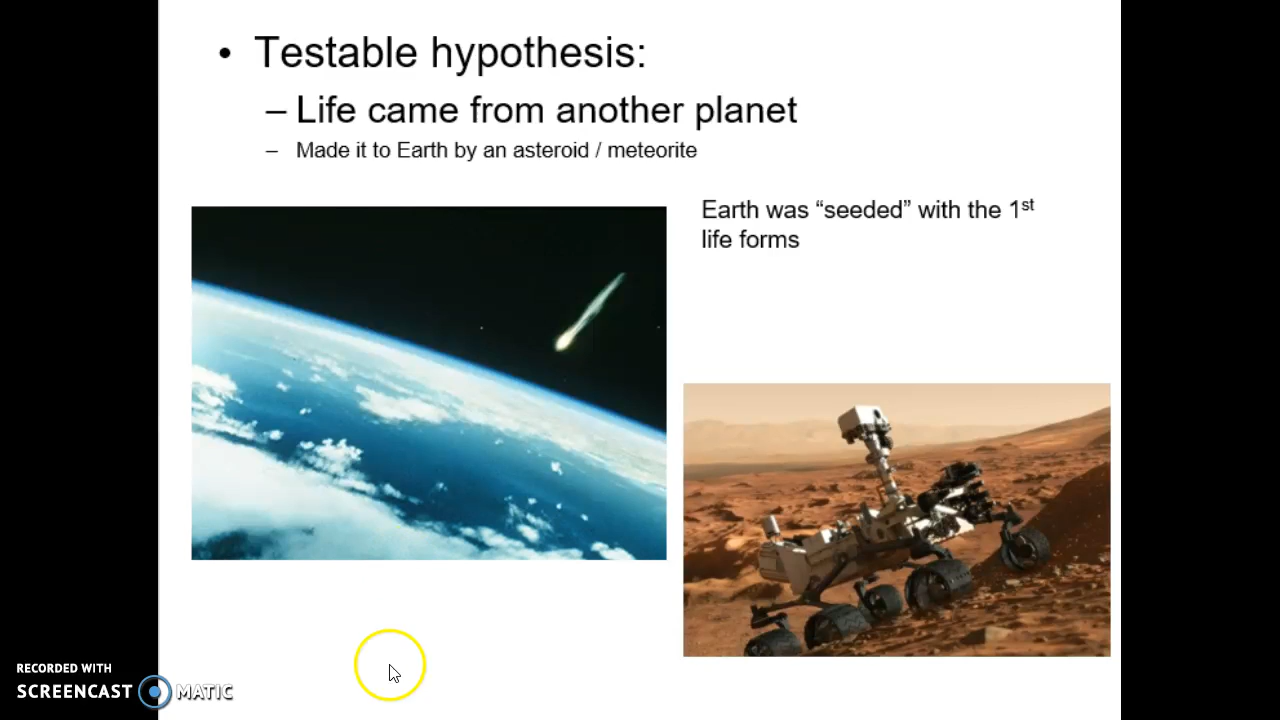 • Testable hypothesis:
– Life came from another planet
– Made it to Earth by an asteroid / meteorite
Earth was “seeded” with the 1st
life forms
RECORDED WITH
SCREENCAST MATIC